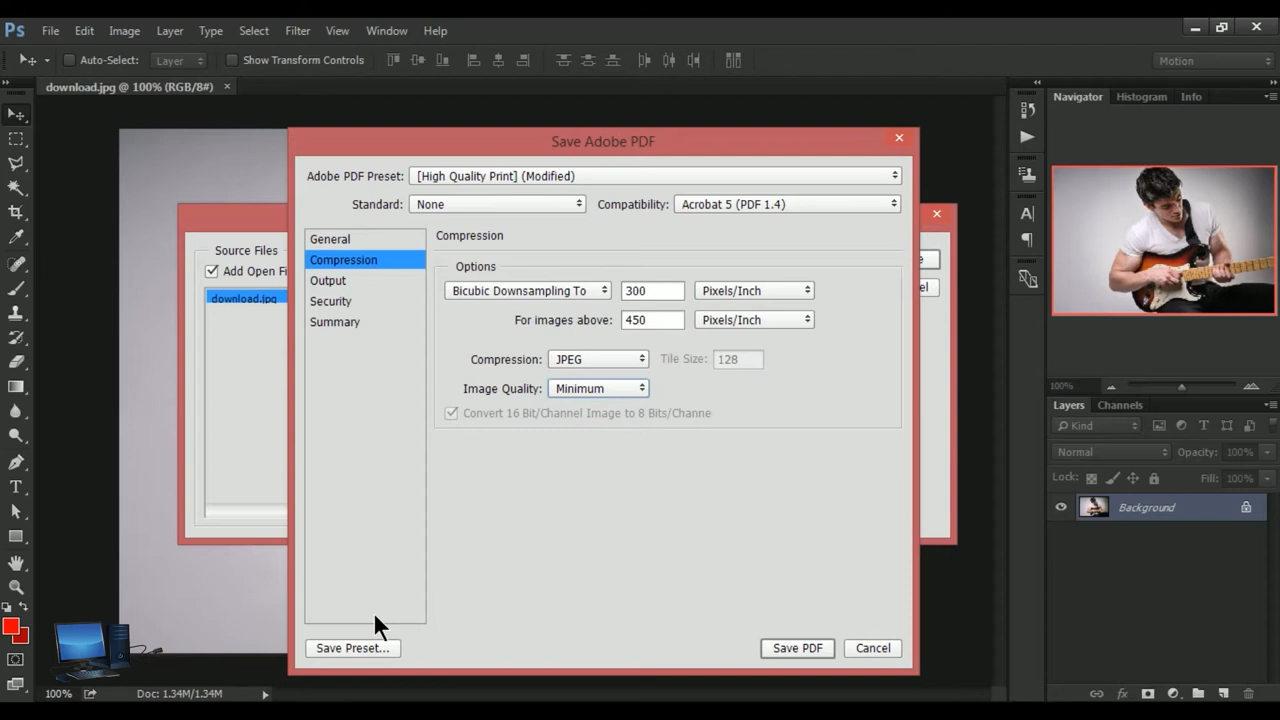 Ps File Edit Image Layer Type Select Filter View Window Help
Auto-Select: Layer Show Transform Controls Motion
download.jpg @ 100% (RGB/8#) ×
Navigator Histogram Info
Save Adobe PDF
Adobe PDF Preset: [High Quality Print] (Modified)
Standard: None Compatibility: Acrobat 5 (PDF 1.4)
Source Files
Add Open Fi
download.jpg
General
Compression
Output
Security
Summary
Compression
Options
Bicubic Downsampling To 300 Pixels/Inch
For images above: 450 Pixels/Inch
Compression: JPEG Tile Size: 128
Image Quality: Minimum
Convert 16 Bit/Channel Image to 8 Bits/Channe
Save Preset... Save PDF Cancel
100%
Layers Channels
Kind
Normal Opacity: 100%
Lock: Fill: 100%
Background
100% Doc: 1.34M/1.34M